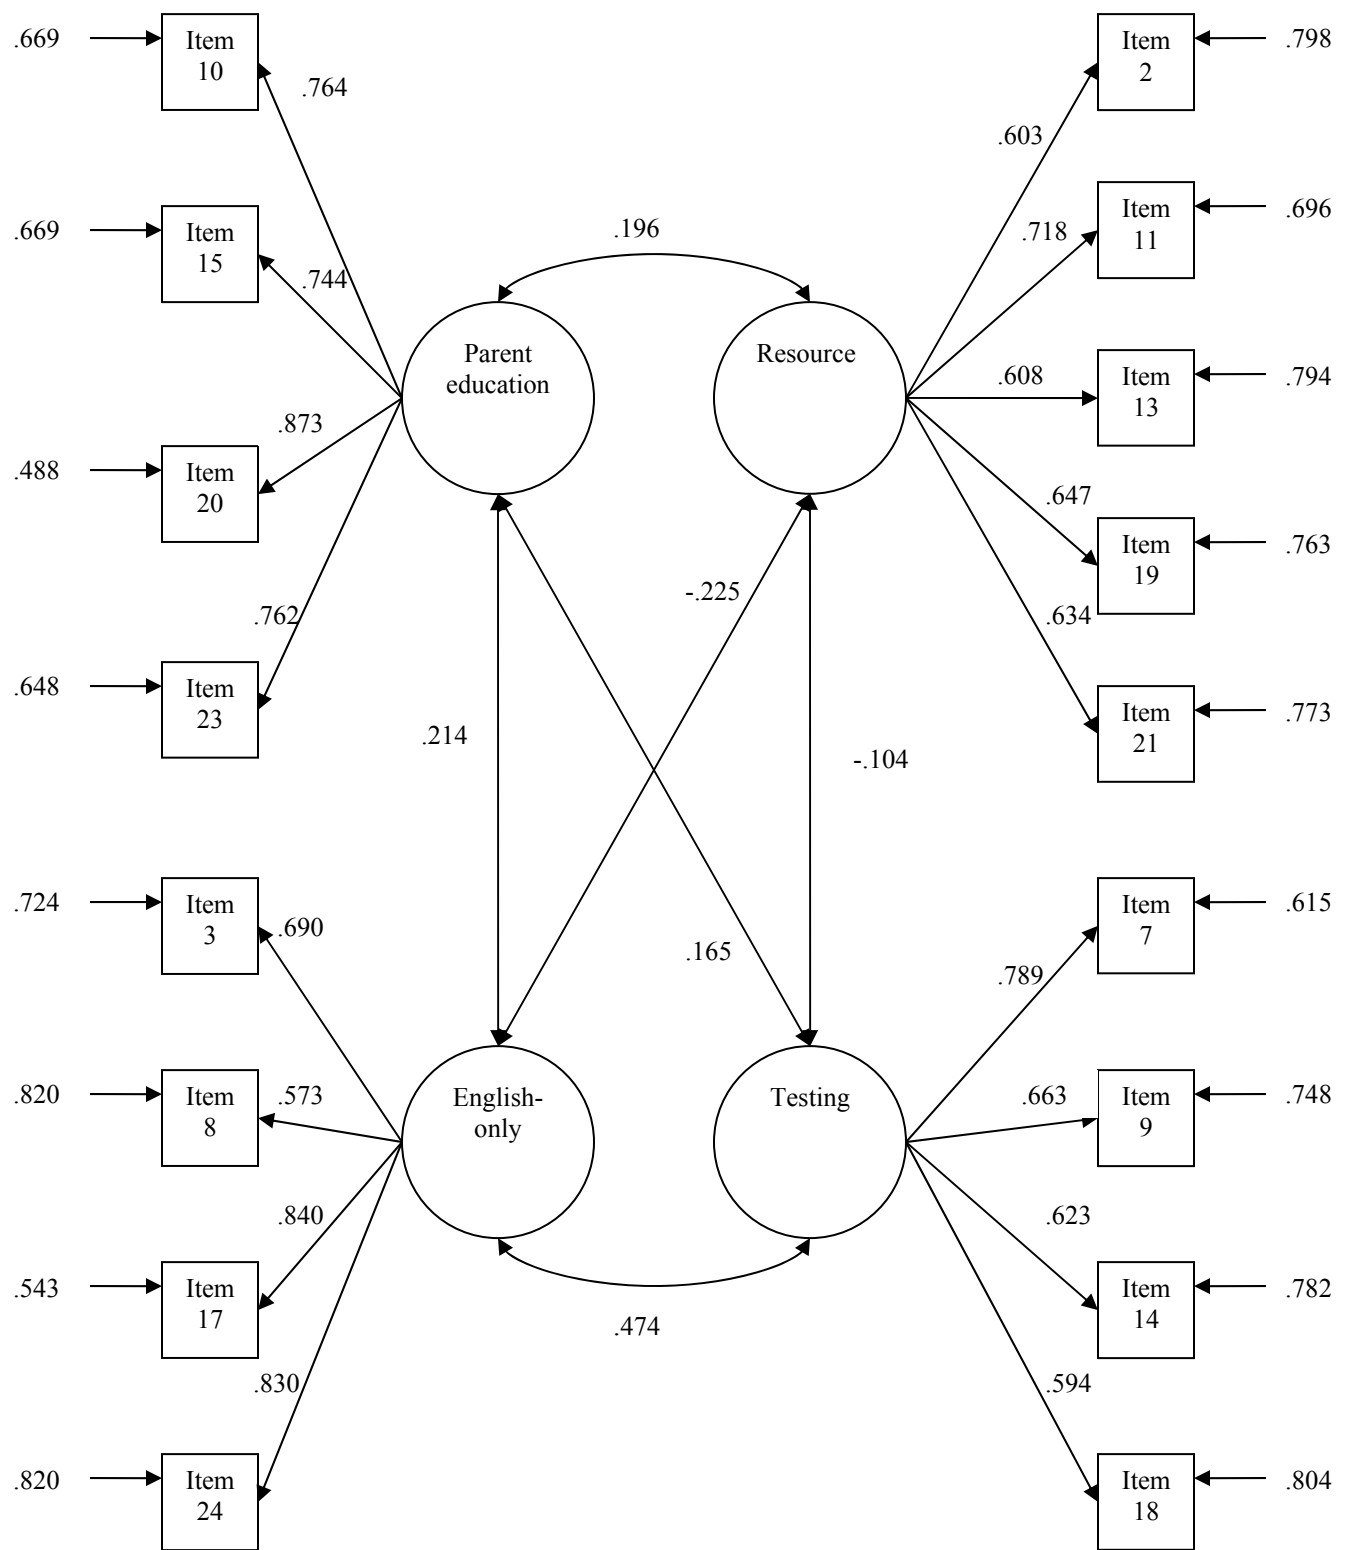 .669
Item
10
.764
Item
2
.798
.603
.669
Item
15
.744
.196
.718
Item
11
.696
Parent
education
Resource
.608
Item
13
.794
.873
.488
Item
20
.647
Item
19
.763
-.225
.762
.634
.648
Item
23
.214
-.104
Item
21
.773
.724
Item
3
.690
.165
.789
Item
7
.615
.820
Item
8
.573
English-
only
Testing
.663
Item
9
.748
.840
.623
.543
Item
17
.474
Item
14
.782
.830
.594
.820
Item
24
Item
18
.804